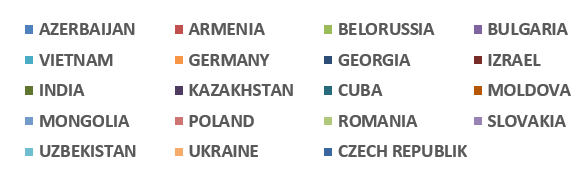 AZERBAIJAN ARMENIA BELORUSSIA BULGARIA
VIETNAM GERMANY GEORGIA IZRAEL
INDIA KAZAKHSTAN CUBA MOLDOVA
MONGOLIA POLAND ROMANIA SLOVAKIA
UZBEKISTAN UKRAINE CZECH REPUBLIK